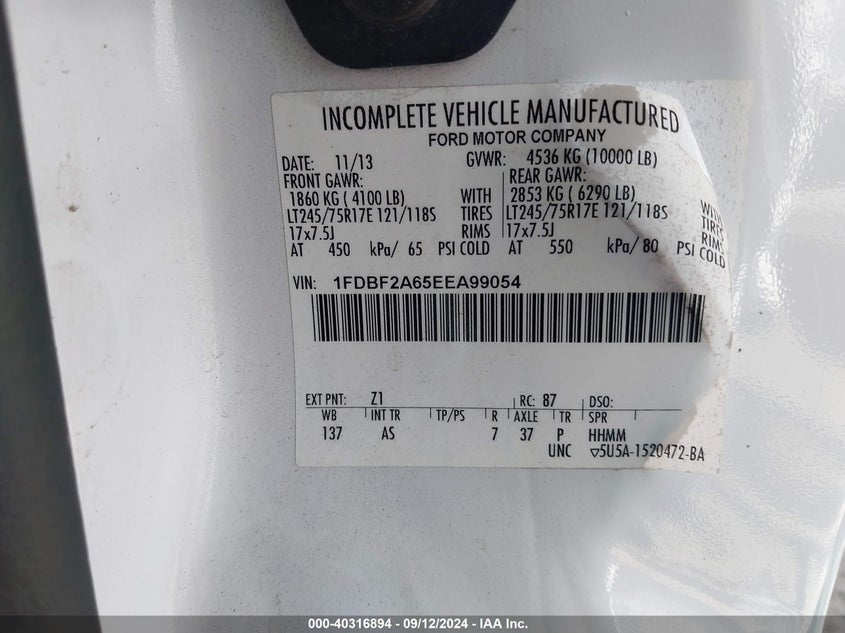 INCOMPLETE VEHICLE MANUFACTURED
FORD MOTOR COMPANY
DATE: 11/13 GVWR: 4536 KG (10000 LB)
FRONT GAWR: REAR GAWR:
1860 KG ( 4100 LB) WITH 2853 KG ( 6290 LB) WITH
LT245/75R17E 121/118S TIRES LT245/75R17E 121/118S TIRES
17x7.5J RIMS 17x7.5J RIMS
AT 450 kPa/ 65 PSI COLD AT 550 kPa/ 80 PSI COLD
VIN: 1FDBF2A65EEA99054
EXT PNT: Z1 RC: 87 DSO:
WB INT TR TP/PS R AXLE TR SPR
137 AS 7 37 P HHMM
UNC ▽5U5A-1520472-BA
000-40316894 - 09/12/2024 - IAA Inc.